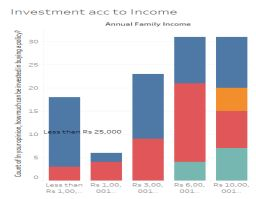 Investment acc to Income
Annual Family Income
Count of In your opinion, how much can be invested in buying a policy?
30
25
20
15
10
5
0
Less than Rs 25,000
Less than Rs 1,00, Rs 3,00, Rs 6,00, Rs 10,00,
Rs 1,00,... 001... 001... 001... 001...